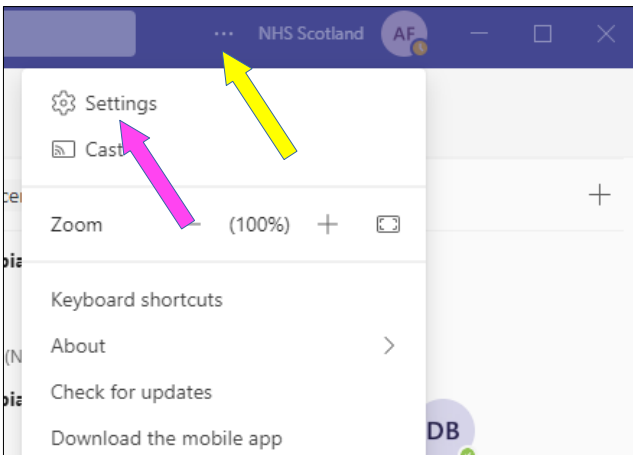 ... NHS Scotland AF
Settings
Cast
Zoom — (100%) +
Keyboard shortcuts
About
(N
Check for updates
Download the mobile app
DB